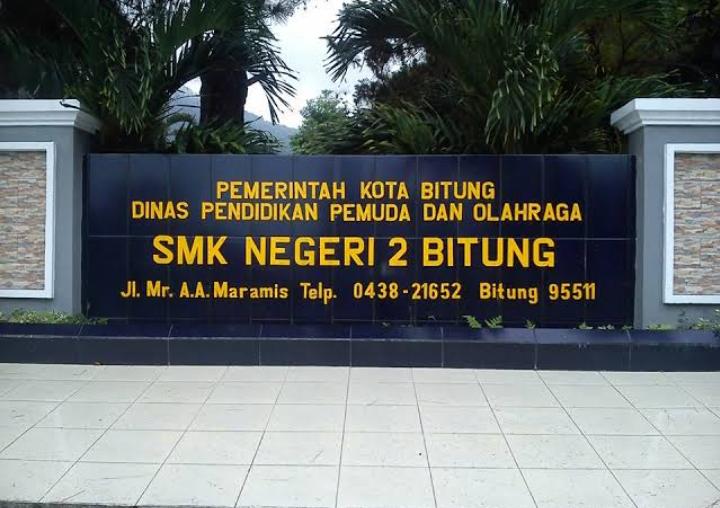 PEMERINTAH KOTA BITUNG
DINAS PENDIDIKAN PEMUDA DAN OLAHRAGA
SMK NEGERI 2 BITUNG
Jl. Mr. A.A. Maramis Telp. 0438-21652 Bitung 95511